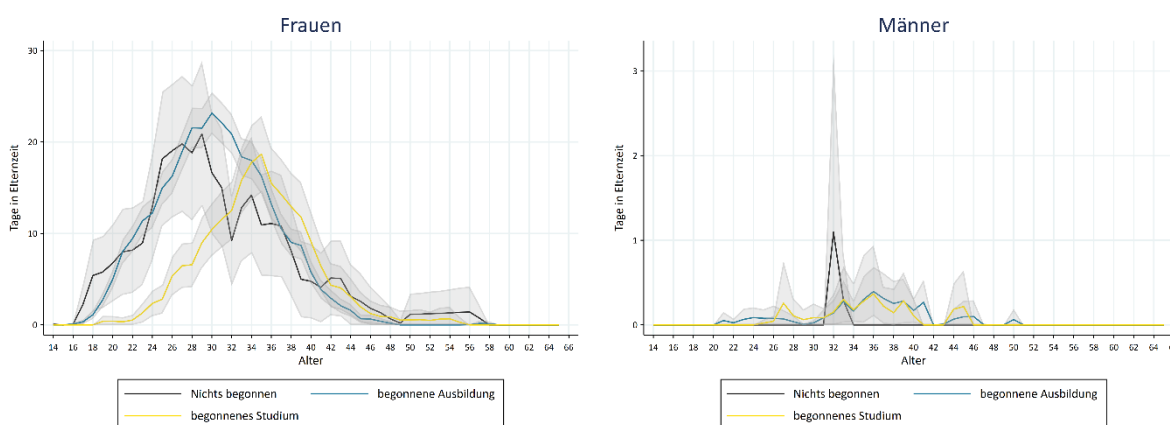 Frauen
Tage in Elternzeit
30
20
10
0
14 16 18 20 22 24 26 28 30 32 34 36 38 40 42 44 46 48 50 52 54 56 58 60 62 64 66
Alter
Nichts begonnen
begonnene Ausbildung
begonnenes Studium
Männer
Tage in Elternzeit
3
2
1
0
14 16 18 20 22 24 26 28 30 32 34 36 38 40 42 44 46 48 50 52 54 56 58 60 62 64 6
Alter
Nichts begonnen
begonnene Ausbildung
begonnenes Studium